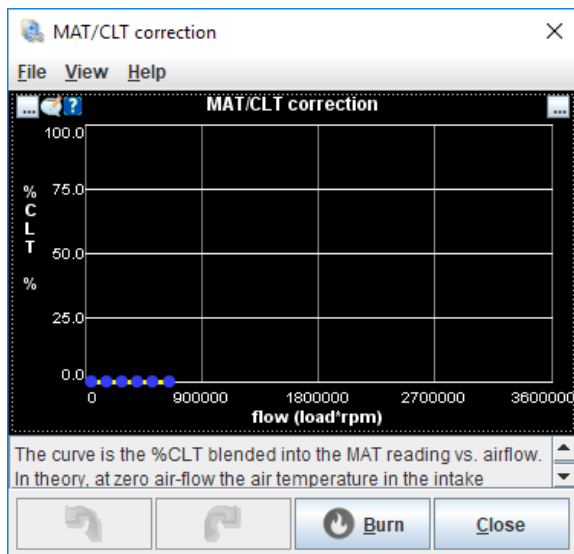 MAT/CLT correction
File View Help
... ? MAT/CLT correction ...
100.0
% CLT %
75.0
50.0
25.0
0.0
0 900000 1800000 2700000 3600000
flow (load*rpm)
The curve is the %CLT blended into the MAT reading vs. airflow.
In theory, at zero air-flow the air temperature in the intake
Burn Close